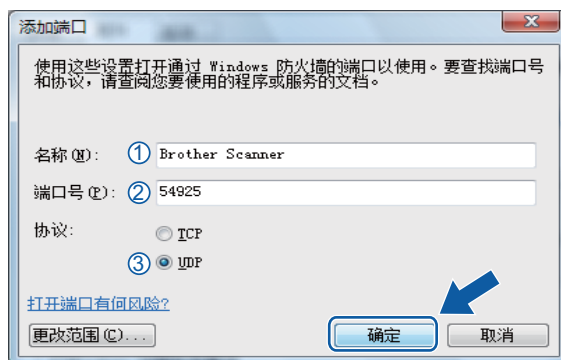 添加端口
使用这些设置打开通过 Windows 防火墙的端口以使用。要查找端口号
和协议，请查阅您要使用的程序或服务的文档。
名称(N): ① Brother Scanner
端口号(P): ② 54925
协议: TCP
③ UDP
打开端口有何风险?
更改范围(C)... 确定 取消